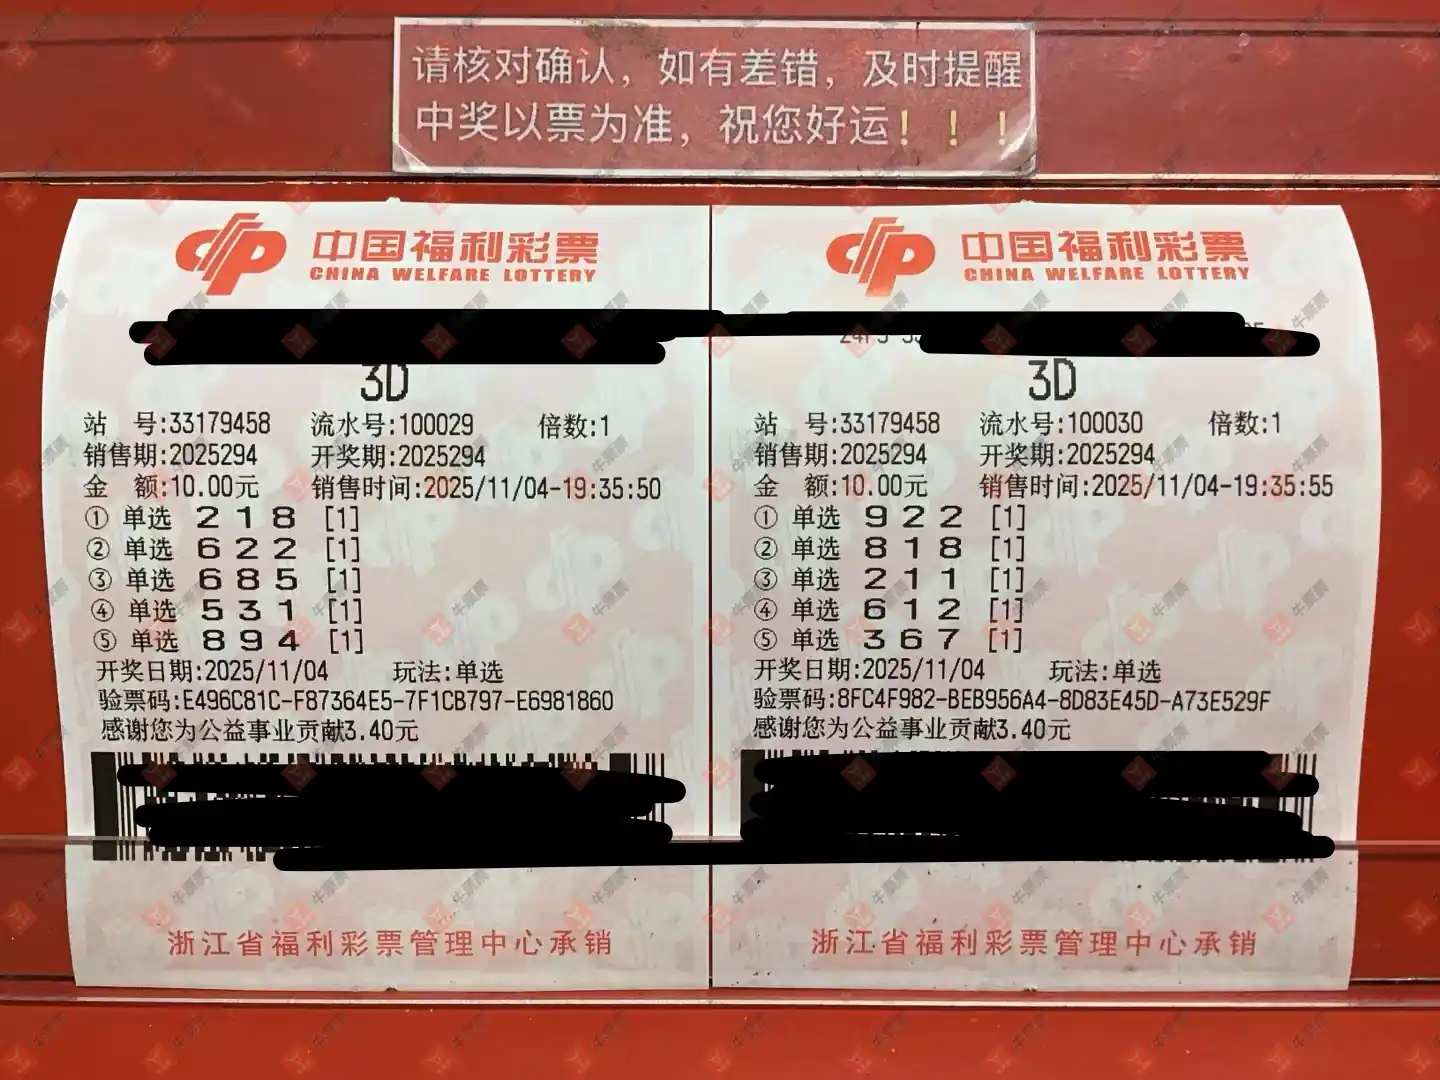 请核对确认，如有差错，及时提醒
中奖以票为准，祝您好运！！！
中国福利彩票
CHINA WELFARE LOTTERY
3D
站 号:33179458 流水号:100029 倍数:1
销售期:2025294 开奖期:2025294
金 额:10.00元 销售时间:2025/11/04-19:35:50
① 单选 2 1 8 [1]
② 单选 6 2 2 [1]
③ 单选 6 8 5 [1]
④ 单选 5 3 1 [1]
⑤ 单选 8 9 4 [1]
开奖日期:2025/11/04 玩法:单选
验票码:E496C81C-F87364E5-7F1CB797-E6981860
感谢您为公益事业贡献3.40元
浙江省福利彩票管理中心承销
中国福利彩票
CHINA WELFARE LOTTERY
3D
站 号:33179458 流水号:100030 倍数:1
销售期:2025294 开奖期:2025294
金 额:10.00元 销售时间:2025/11/04-19:35:55
① 单选 9 2 2 [1]
② 单选 8 1 8 [1]
③ 单选 2 1 1 [1]
④ 单选 6 1 2 [1]
⑤ 单选 3 6 7 [1]
开奖日期:2025/11/04 玩法:单选
验票码:8FC4F982-BEB956A4-8D83E45D-A73E529F
感谢您为公益事业贡献3.40元
浙江省福利彩票管理中心承销